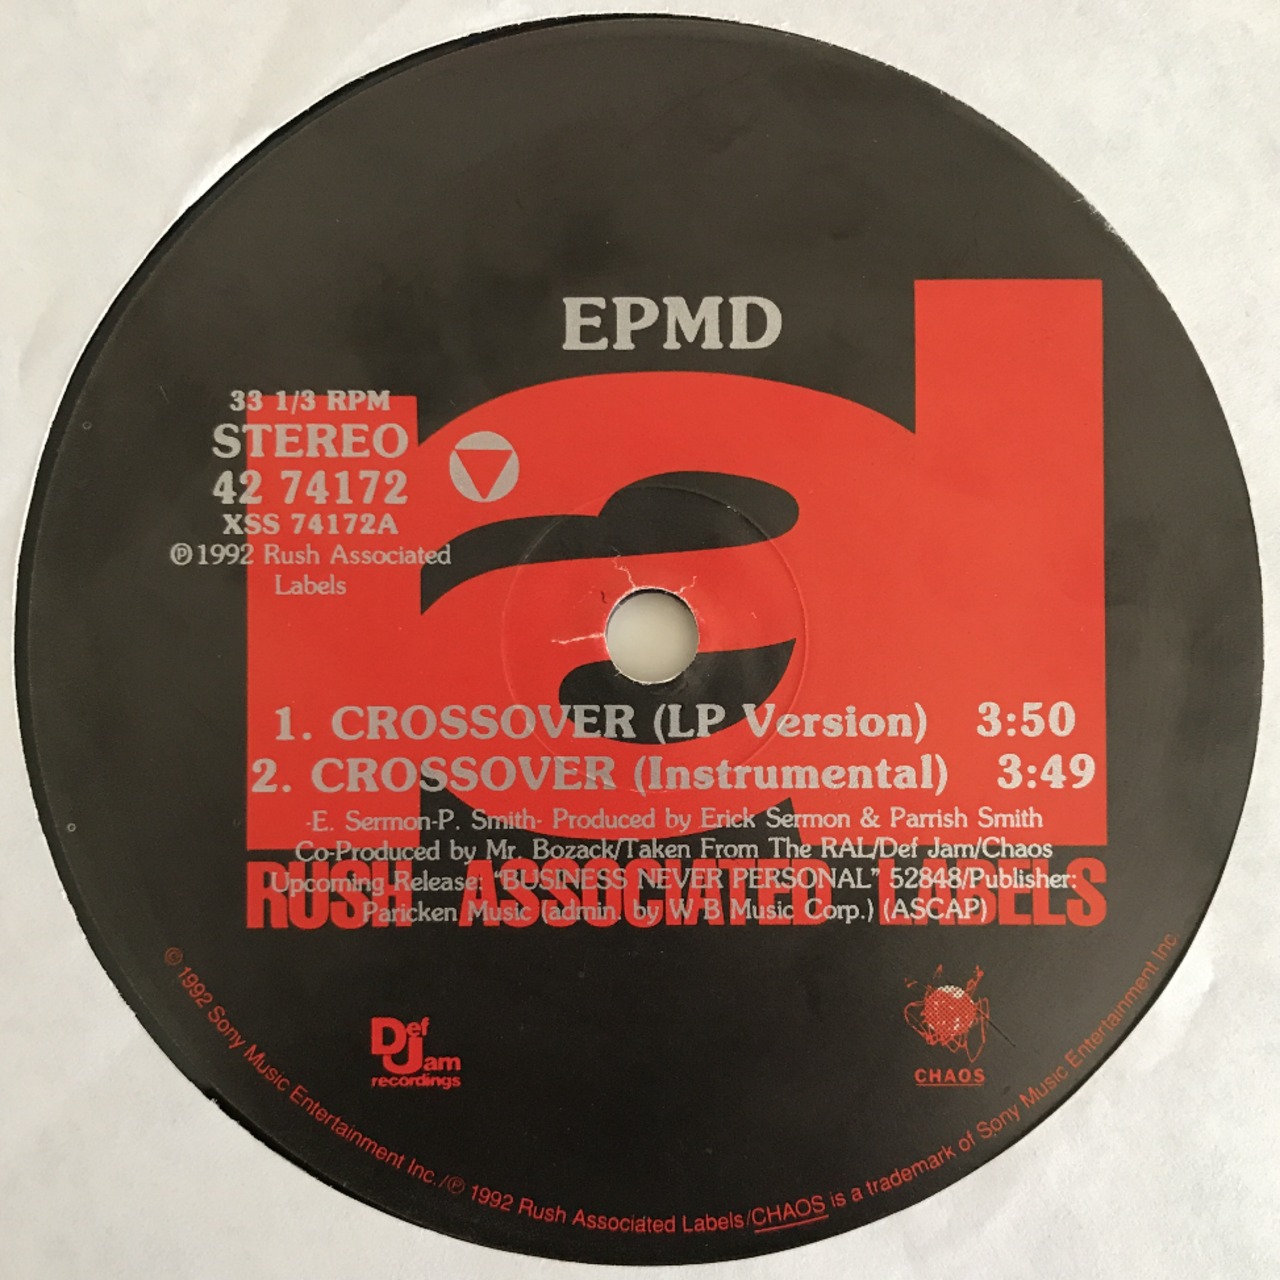 EPMD
33 1/3 RPM
STEREO
42 74172
XSS 74172A
℗ 1992 Rush Associated
Labels
1. CROSSOVER (LP Version) 3:50
2. CROSSOVER (Instrumental) 3:49
-E. Sermon-P. Smith- Produced by Erick Sermon & Parrish Smith
Co-Produced by Mr. Bozack/Taken From The RAL/Def Jam/Chaos
Upcoming Release: "BUSINESS NEVER PERSONAL" 52848/Publisher:
Paricken Music (admin. by W B Music Corp.) (ASCAP)
RUSH ASSOCIATED LABELS
Def
Jam
recordings
CHAOS
© 1992 Sony Music Entertainment Inc./℗ 1992 Rush Associated Labels/CHAOS is a trademark of Sony Music Entertainment Inc.